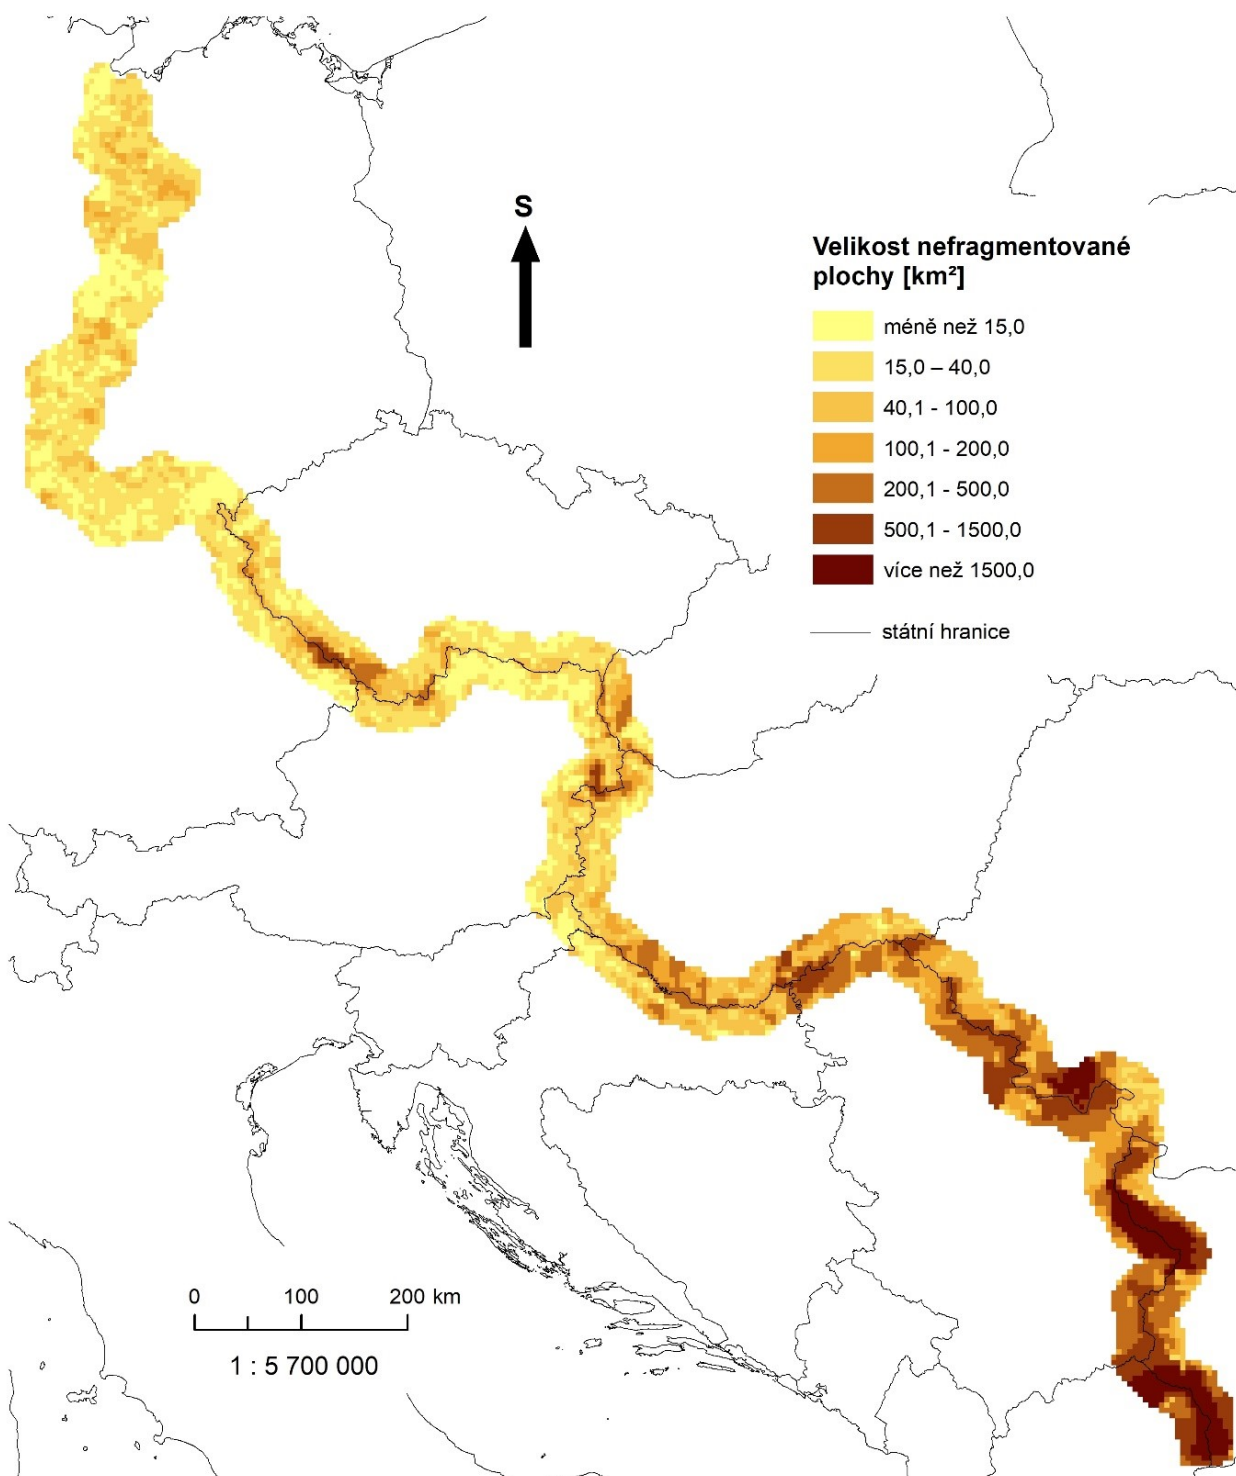 S
Velikost nefragmentované
plochy [km²]
méně než 15,0
15,0 – 40,0
40,1 - 100,0
100,1 - 200,0
200,1 - 500,0
500,1 - 1500,0
více než 1500,0
státní hranice
0 100 200 km
1 : 5 700 000